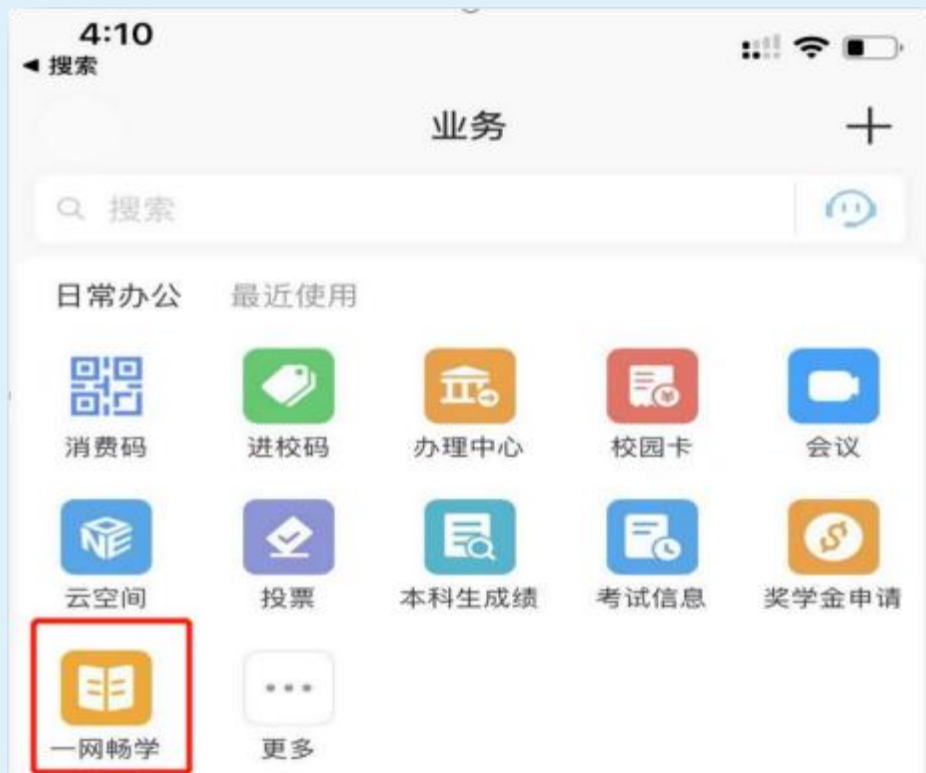 4:10
◀ 搜索
业务
搜索
日常办公 最近使用
消费码 进校码 办理中心 校园卡 会议
云空间 投票 本科生成绩 考试信息 奖学金申请
一网畅学 更多